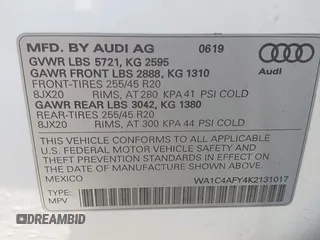 MFD. BY AUDI AG 0619
GVWR LBS 5721, KG 2595
GAWR FRONT LBS 2888, KG 1310
FRONT-TIRES 255/45 R20
8JX20 RIMS, AT 280 KPA 41 PSI COLD
GAWR REAR LBS 3042, KG 1380
REAR-TIRES 255/45 R20
8JX20 RIMS, AT 300 KPA 44 PSI COLD
Audi
THIS VEHICLE CONFORMS TO ALL APPLICABLE
U.S. FEDERAL MOTOR VEHICLE SAFETY AND
THEFT PREVENTION STANDARDS IN EFFECT ON THE
DATE OF MANUFACTURE SHOWN ABOVE
MEXICO WA1C4AFY4K2131017
TYPE:
MPV
DREAMBID